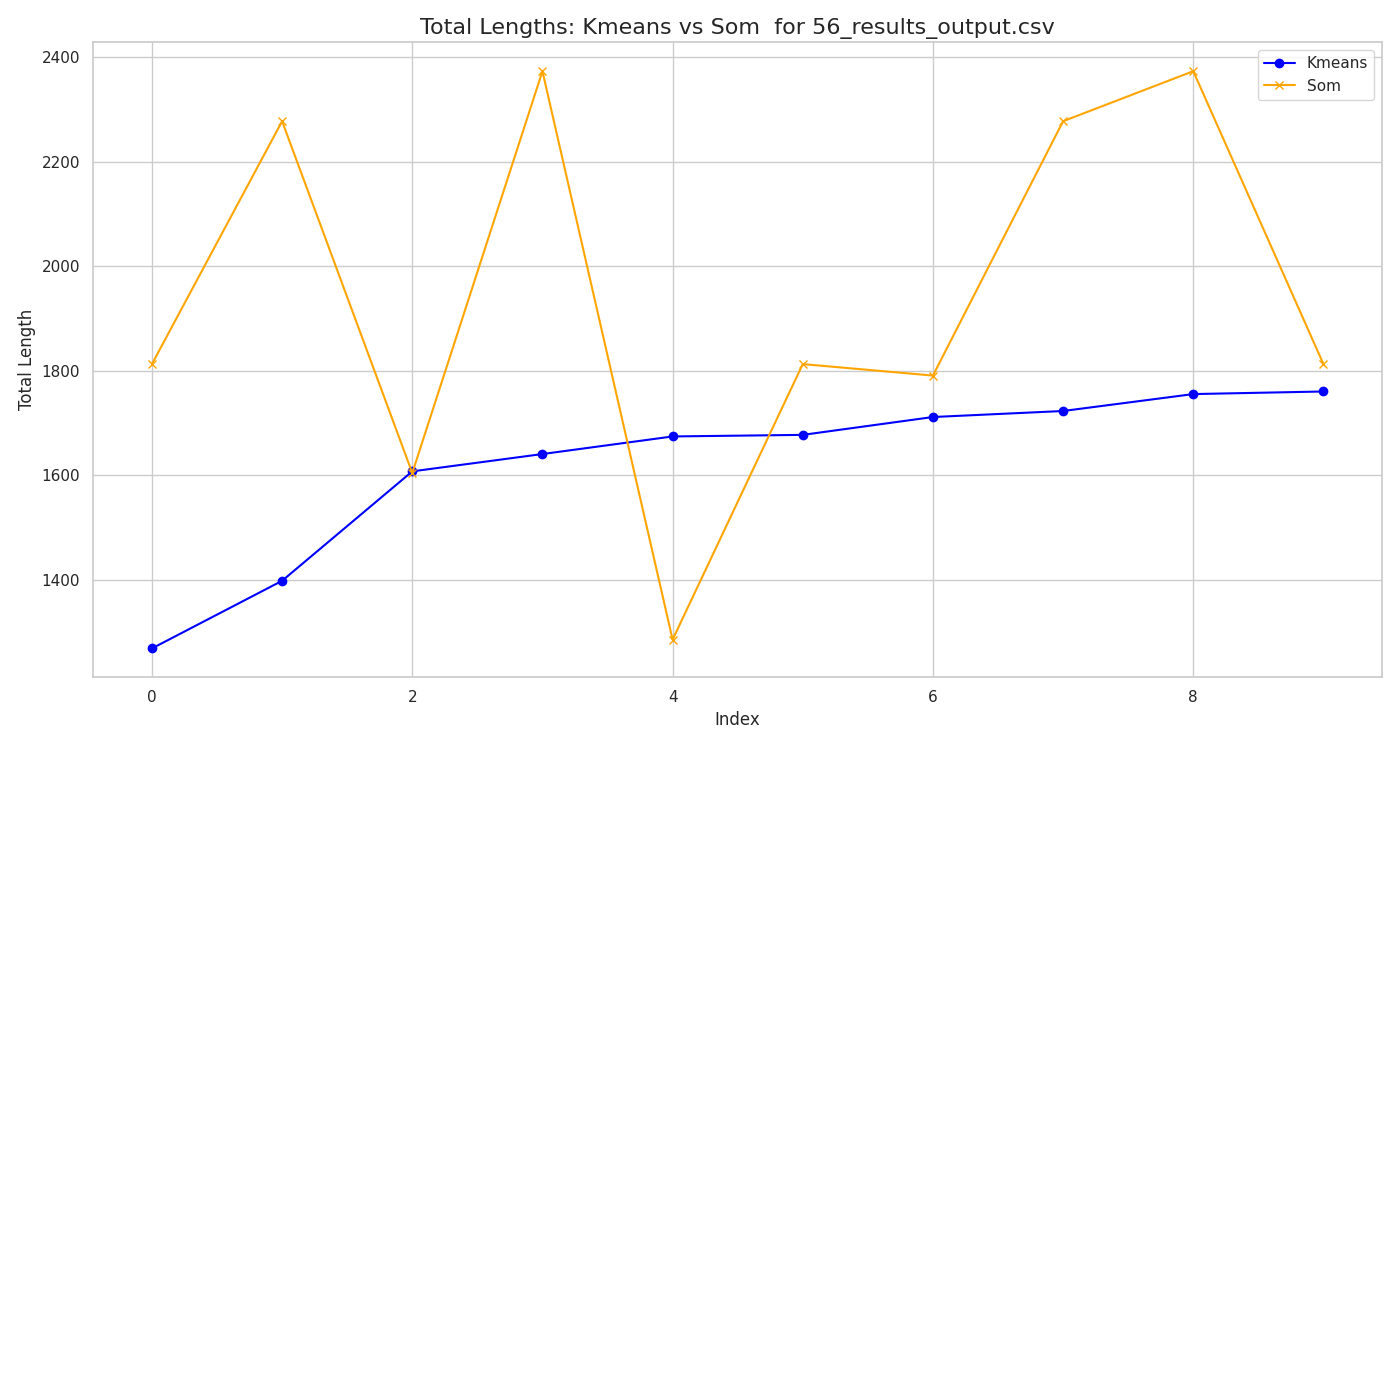 Total Lengths: Kmeans vs Som  for 56_results_output.csv
Kmeans
Som
2400
2200
2000
1800
1600
1400
Total Length
0 2 4 6 8
Index